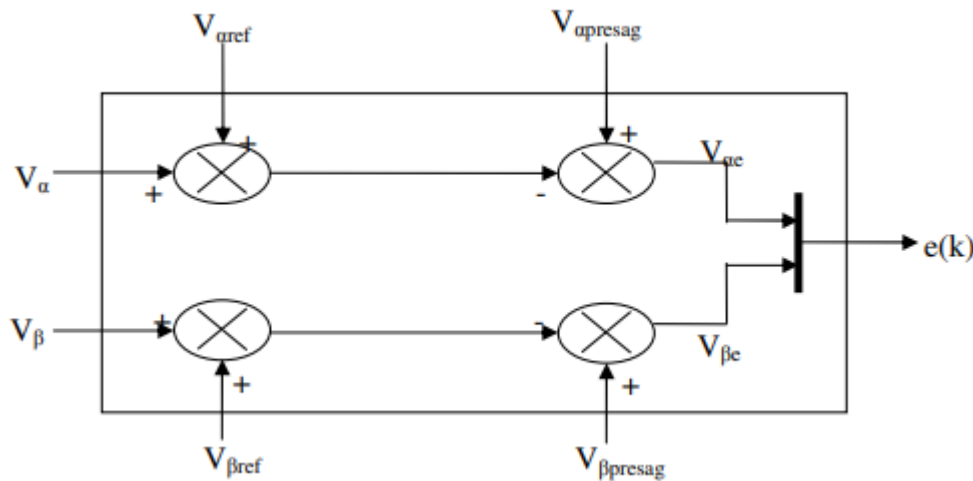 Vαref
Vαpresag
+
+
Vα
+
-
Vαe
e(k)
Vβ
+
-
Vβe
+
+
Vβref
Vβpresag